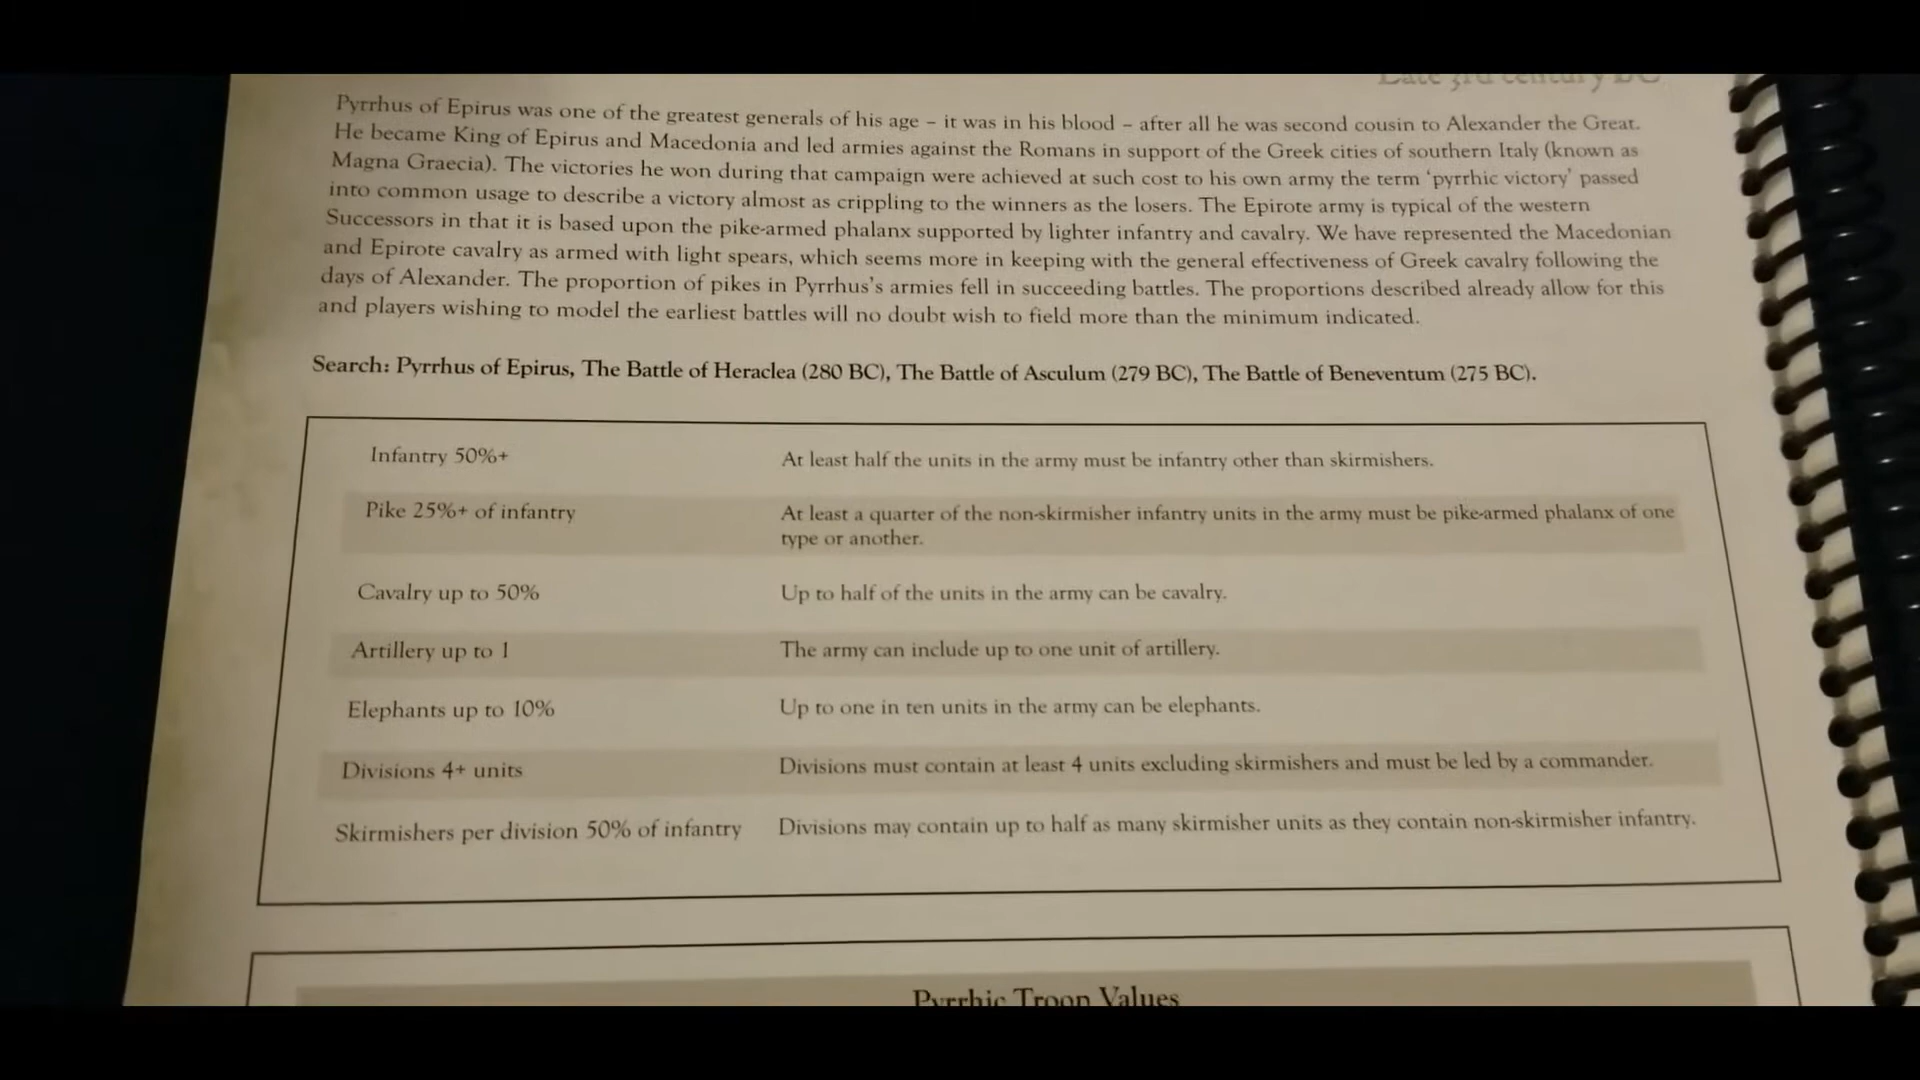 Late 3rd century BC
Pyrrhus of Epirus was one of the greatest generals of his age – it was in his blood – after all he was second cousin to Alexander the Great.
He became King of Epirus and Macedonia and led armies against the Romans in support of the Greek cities of southern Italy (known as
Magna Graecia). The victories he won during that campaign were achieved at such cost to his own army the term ‘pyrrhic victory’ passed
into common usage to describe a victory almost as crippling to the winners as the losers. The Epirote army is typical of the western
Successors in that it is based upon the pike-armed phalanx supported by lighter infantry and cavalry. We have represented the Macedonian
and Epirote cavalry as armed with light spears, which seems more in keeping with the general effectiveness of Greek cavalry following the
days of Alexander. The proportion of pikes in Pyrrhus’s armies fell in succeeding battles. The proportions described already allow for this
and players wishing to model the earliest battles will no doubt wish to field more than the minimum indicated.
Search: Pyrrhus of Epirus, The Battle of Heraclea (280 BC), The Battle of Asculum (279 BC), The Battle of Beneventum (275 BC).
Infantry 50%+ At least half the units in the army must be infantry other than skirmishers.
Pike 25%+ of infantry At least a quarter of the non-skirmisher infantry units in the army must be pike-armed phalanx of one
type or another.
Cavalry up to 50% Up to half of the units in the army can be cavalry.
Artillery up to 1 The army can include up to one unit of artillery.
Elephants up to 10% Up to one in ten units in the army can be elephants.
Divisions 4+ units Divisions must contain at least 4 units excluding skirmishers and must be led by a commander.
Skirmishers per division 50% of infantry Divisions may contain up to half as many skirmisher units as they contain non-skirmisher infantry.
Pyrrhic Troop Values